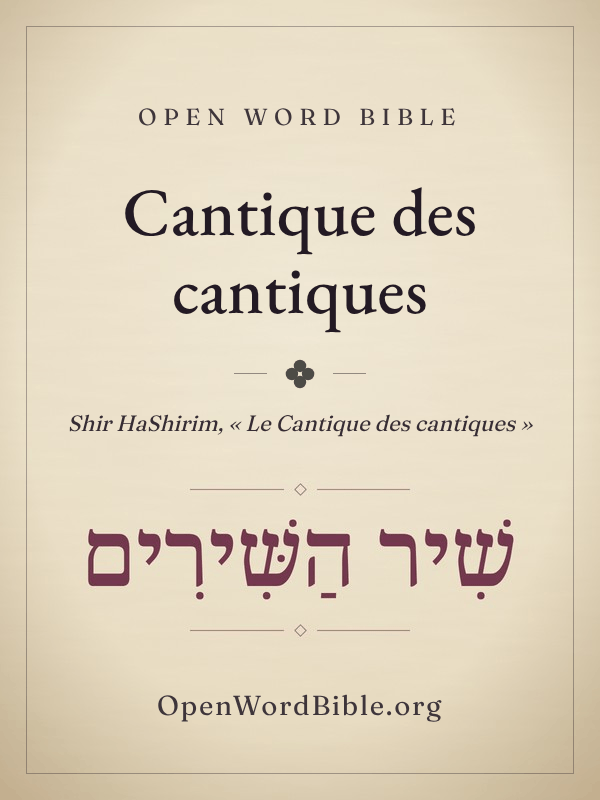 OPEN WORD BIBLE
Cantique des
cantiques
Shir HaShirim, « Le Cantique des cantiques »
שִׁיר הַשִּׁירִים
OpenWordBible.org